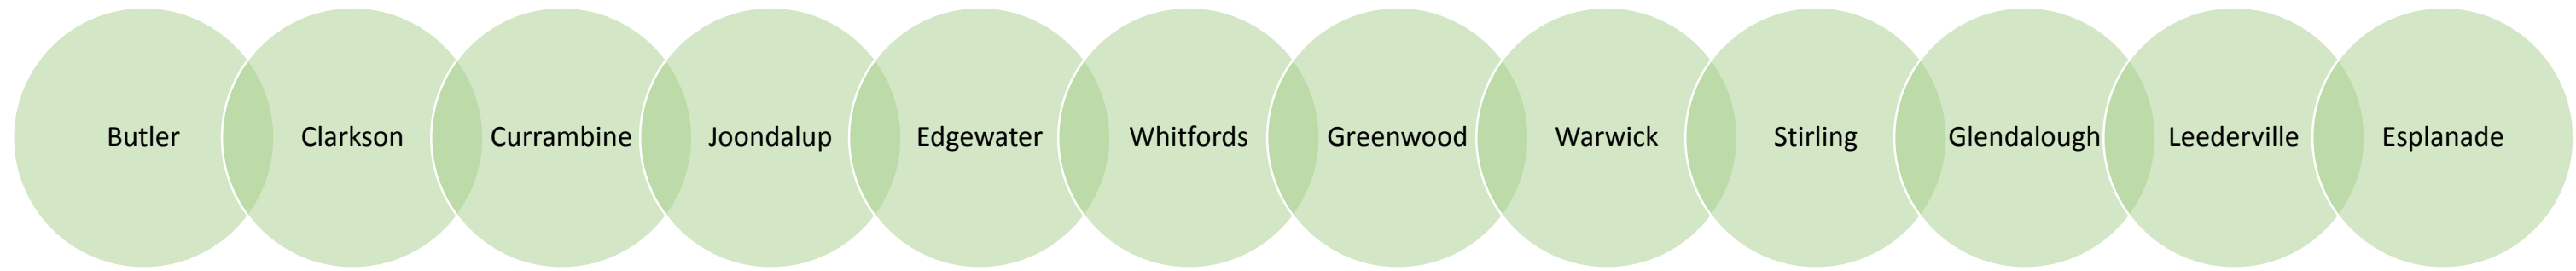 Butler Clarkson Currambine Joondalup Edgewater Whitfords Greenwood Warwick Stirling Glendalough Leederville Esplanade